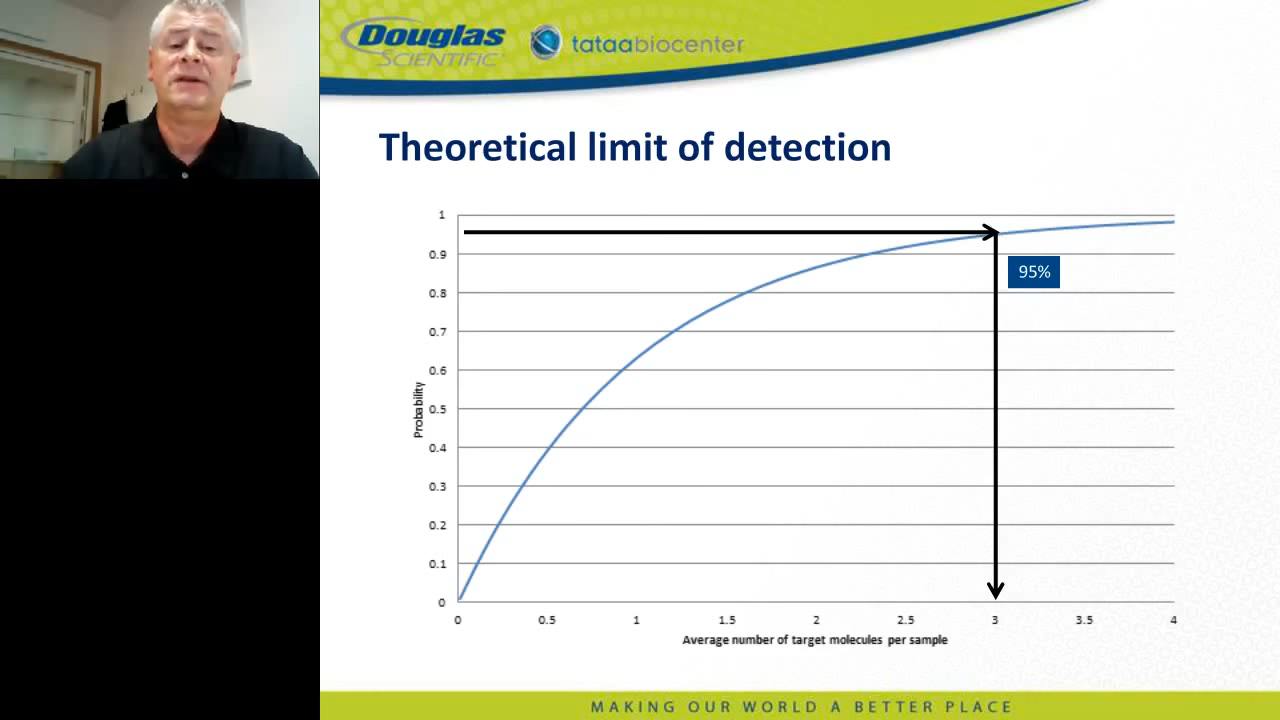 Douglas
SCIENTIFIC
tataabiocenter
Theoretical limit of detection
1
0.9
0.8
0.7
0.6
0.5
0.4
0.3
0.2
0.1
0
Probability
95%
0 0.5 1 1.5 2 2.5 3 3.5 4
Average number of target molecules per sample
MAKING OUR WORLD A BETTER PLACE